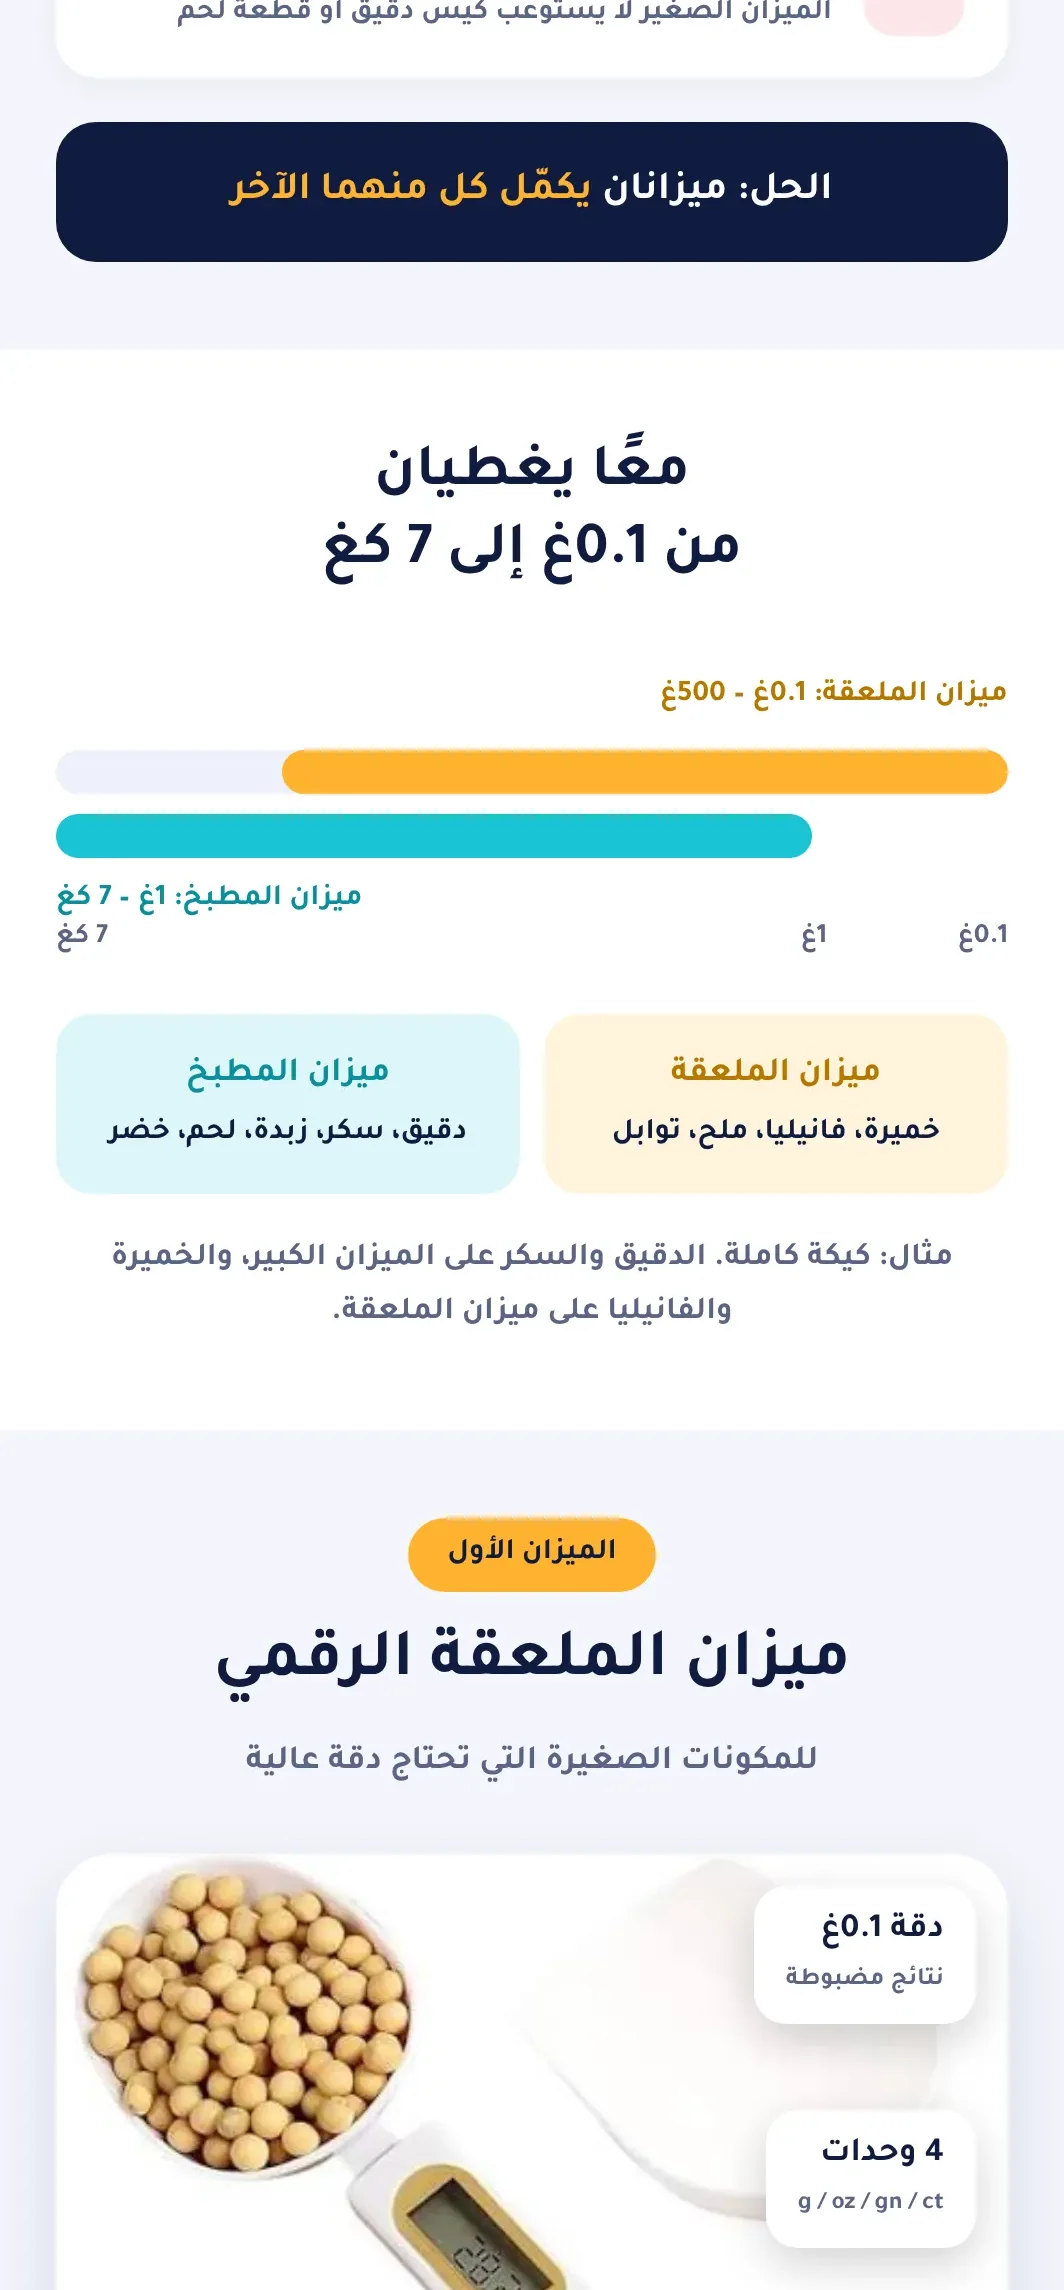 الميزان الصغير لا يستوعب كيس دقيق أو قطعة لحم
الحل: ميزانان يكمّل كل منهما الآخر
معًا يغطيان
من 0.1غ إلى 7 كغ
ميزان الملعقة: 0.1غ - 500غ
ميزان المطبخ: 1غ - 7 كغ
0.1غ 1غ 7 كغ
ميزان الملعقة
خميرة، فانيليا، ملح، توابل
ميزان المطبخ
دقيق، سكر، زبدة، لحم، خضر
مثال: كيكة كاملة. الدقيق والسكر على الميزان الكبير، والخميرة
والفانيليا على ميزان الملعقة.
الميزان الأول
ميزان الملعقة الرقمي
للمكونات الصغيرة التي تحتاج دقة عالية
دقة 0.1غ
نتائج مضبوطة
4 وحدات
g / oz / gn / ct